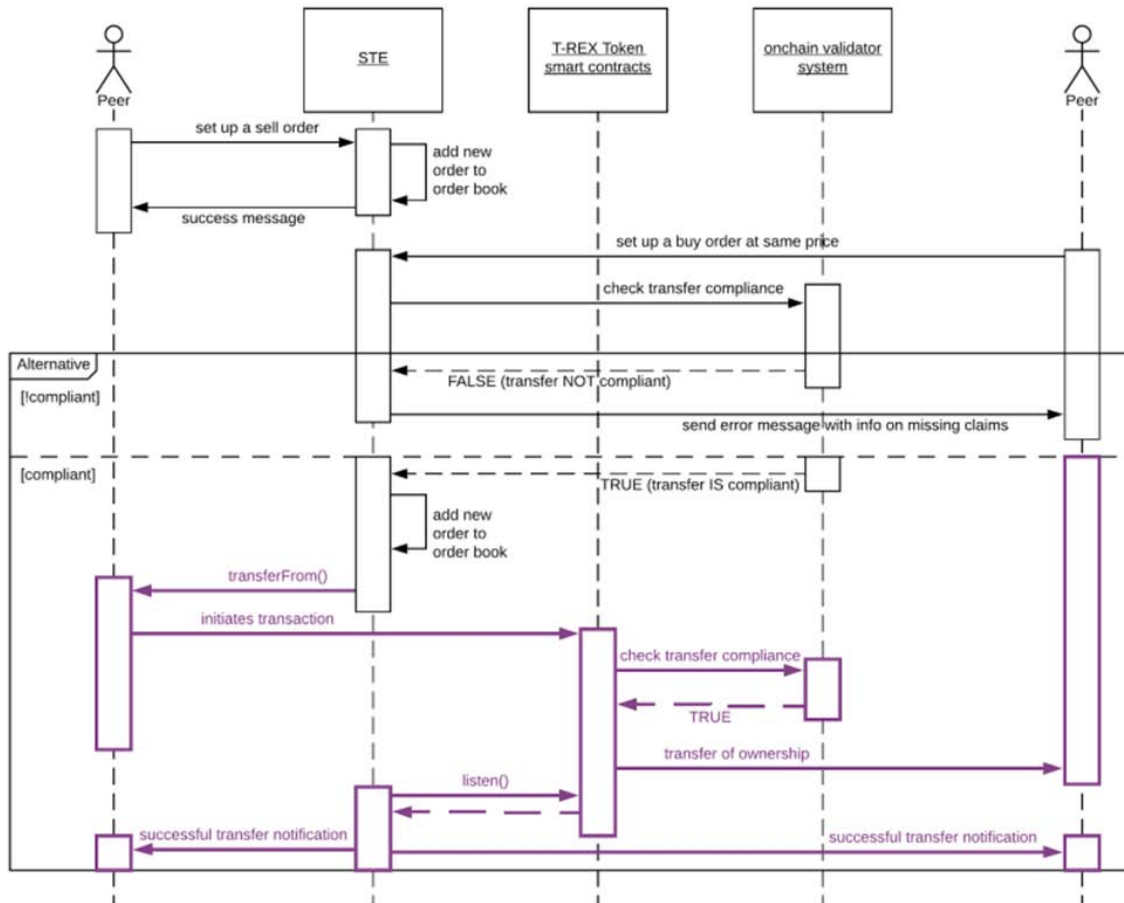 STE
T-REX Token
smart contracts
onchain validator
system
Peer
Peer
set up a sell order
add new
order to
order book
success message
set up a buy order at same price
check transfer compliance
Alternative
FALSE (transfer NOT compliant)
[!compliant]
send error message with info on missing claims
[compliant]
TRUE (transfer IS compliant)
add new
order to
order book
transferFrom()
initiates transaction
check transfer compliance
TRUE
transfer of ownership
listen()
successful transfer notification
successful transfer notification